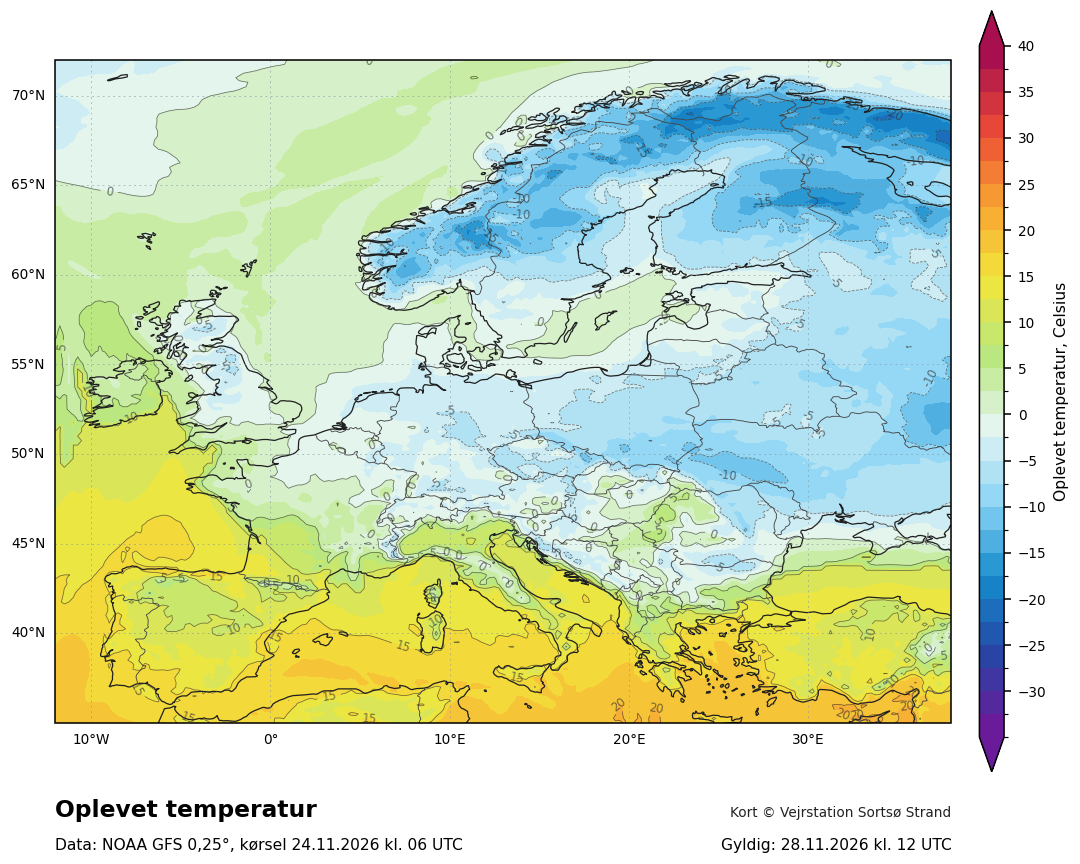 70°N
65°N
60°N
55°N
50°N
45°N
40°N
10°W
0°
10°E
20°E
30°E
40
35
30
25
20
15
10
5
0
−5
−10
−15
−20
−25
−30
Oplevet temperatur, Celsius
Oplevet temperatur
Kort © Vejrstation Sortsø Strand
Data: NOAA GFS 0,25°, kørsel 24.11.2026 kl. 06 UTC
Gyldig: 28.11.2026 kl. 12 UTC